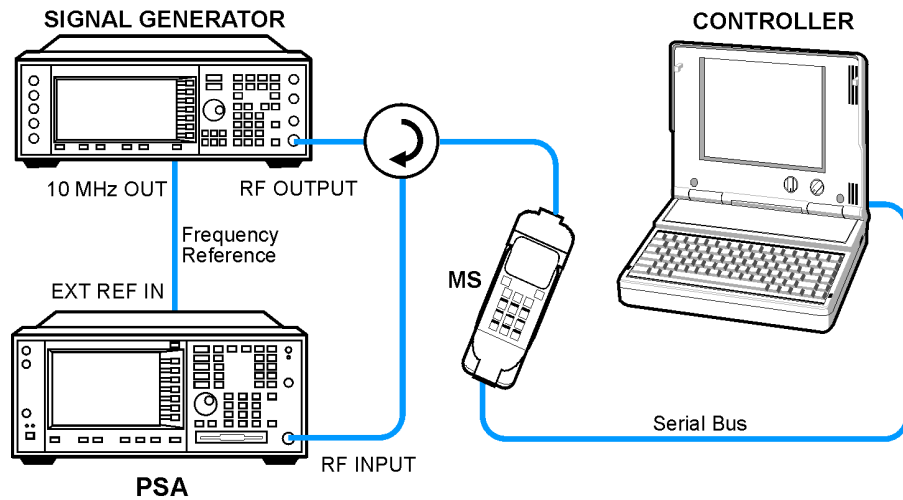 SIGNAL GENERATOR
CONTROLLER
10 MHz OUT
RF OUTPUT
Frequency
Reference
EXT REF IN
MS
Serial Bus
RF INPUT
PSA